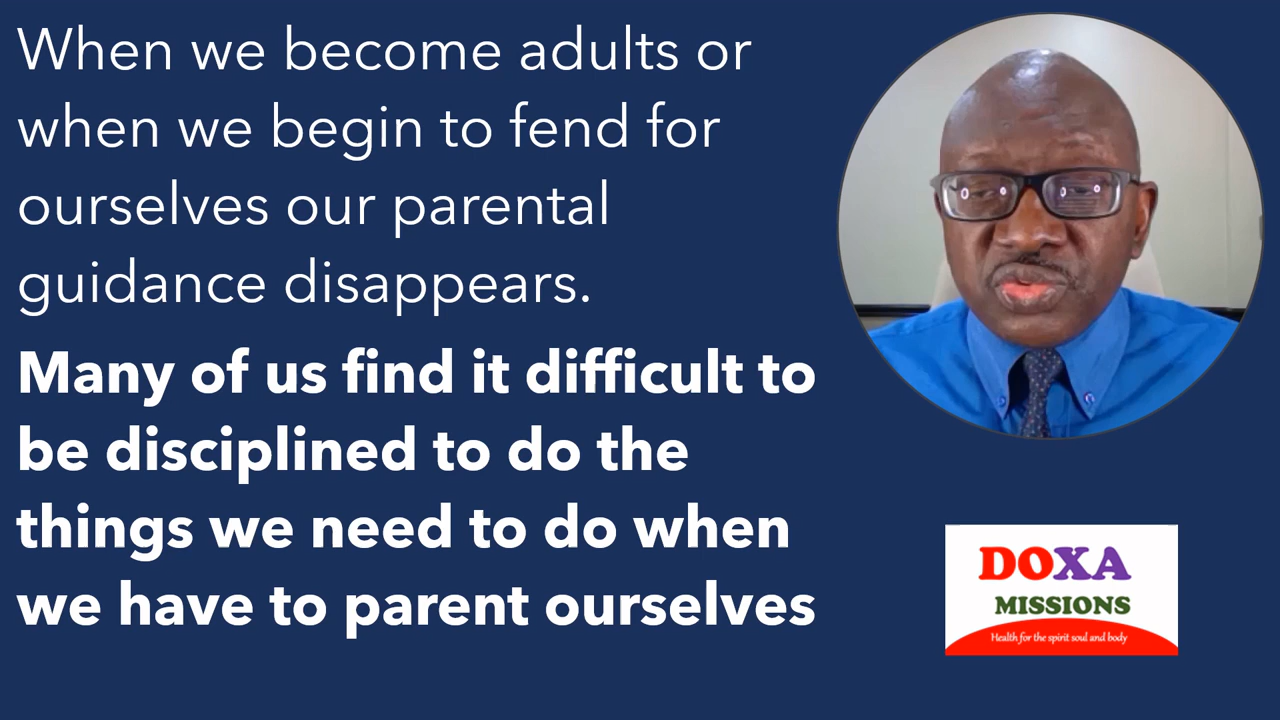 When we become adults or
when we begin to fend for
ourselves our parental
guidance disappears.
Many of us find it difficult to
be disciplined to do the
things we need to do when
we have to parent ourselves
DOXA
MISSIONS
Health for the spirit soul and body